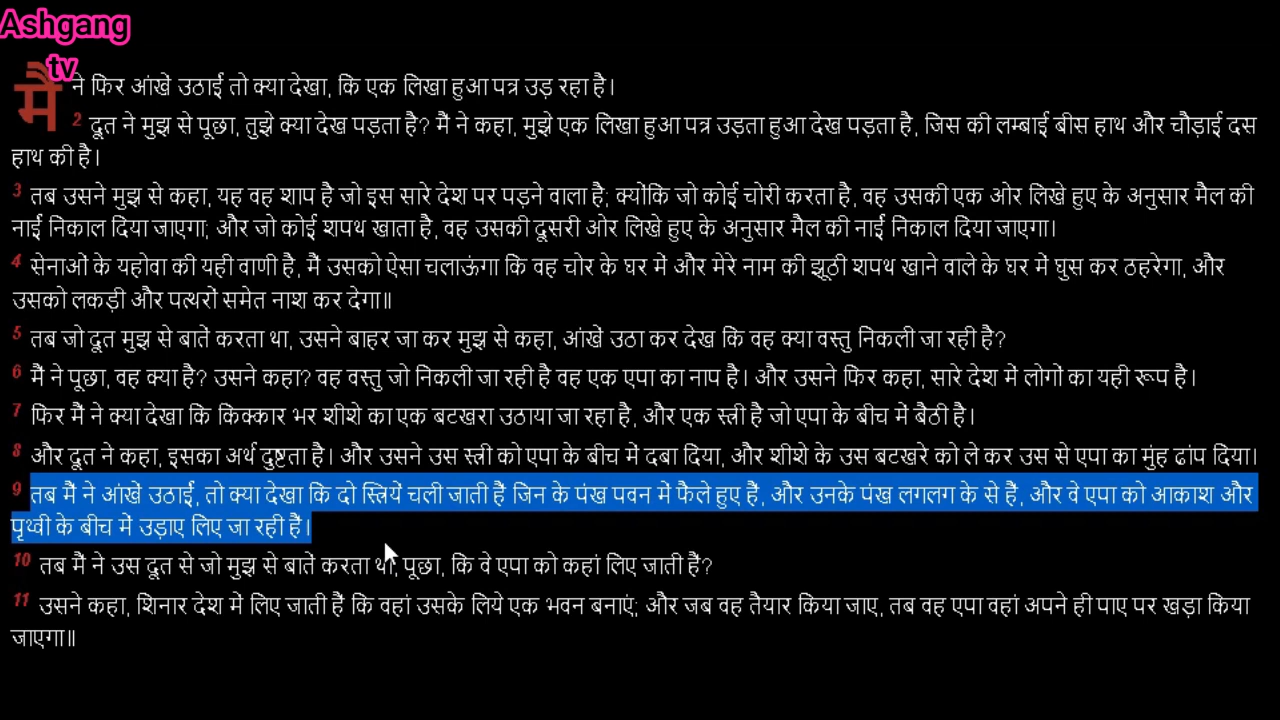 Ashgang
tv
मैं ने फिर आंखें उठाईं तो क्या देखा, कि एक लिखा हुआ पत्र उड़ रहा है।
2 दूत ने मुझ से पूछा, तुझे क्या देख पड़ता है? मैं ने कहा, मुझे एक लिखा हुआ पत्र उड़ता हुआ देख पड़ता है, जिस की लम्बाई बीस हाथ और चौड़ाई दस
हाथ की है।
3 तब उसने मुझ से कहा, यह वह शाप है जो इस सारे देश पर पड़ने वाला है; क्योंकि जो कोई चोरी करता है, वह उसकी एक ओर लिखे हुए के अनुसार मैल की
नाईं निकाल दिया जाएगा; और जो कोई शपथ खाता है, वह उसकी दूसरी ओर लिखे हुए के अनुसार मैल की नाईं निकाल दिया जाएगा।
4 सेनाओं के यहोवा की यही वाणी है, मैं उसको ऐसा चलाऊंगा कि वह चोर के घर में और मेरे नाम की झूठी शपथ खाने वाले के घर में घुस कर ठहरेगा, और
उसको लकड़ी और पत्थरों समेत नाश कर देगा॥
5 तब जो दूत मुझ से बातें करता था, उसने बाहर जा कर मुझ से कहा, आंखें उठा कर देख कि वह क्या वस्तु निकली जा रही है?
6 मैं ने पूछा, वह क्या है? उसने कहा? वह वस्तु जो निकली जा रही है वह एक एपा का नाप है। और उसने फिर कहा, सारे देश में लोगों का यही रूप है।
7 फिर मैं ने क्या देखा कि किक्कार भर शीशे का एक बटखरा उठाया जा रहा है, और एक स्त्री है जो एपा के बीच में बैठी है।
8 और दूत ने कहा, इसका अर्थ दुष्टता है। और उसने उस स्त्री को एपा के बीच में दबा दिया, और शीशे के उस बटखरे को ले कर उस से एपा का मुंह ढांप दिया।
9 तब मैं ने आंखें उठाईं, तो क्या देखा कि दो स्त्रियें चली जाती हैं जिन के पंख पवन में फैले हुए हैं, और उनके पंख लगलग के से हैं, और वे एपा को आकाश और
पृथ्वी के बीच में उड़ाए लिए जा रही हैं।
10 तब मैं ने उस दूत से जो मुझ से बातें करता था, पूछा, कि वे एपा को कहां लिए जाती हैं?
11 उसने कहा, शिनार देश में लिए जाती हैं कि वहां उसके लिये एक भवन बनाएं; और जब वह तैयार किया जाए, तब वह एपा वहां अपने ही पाए पर खड़ा किया
जाएगा॥